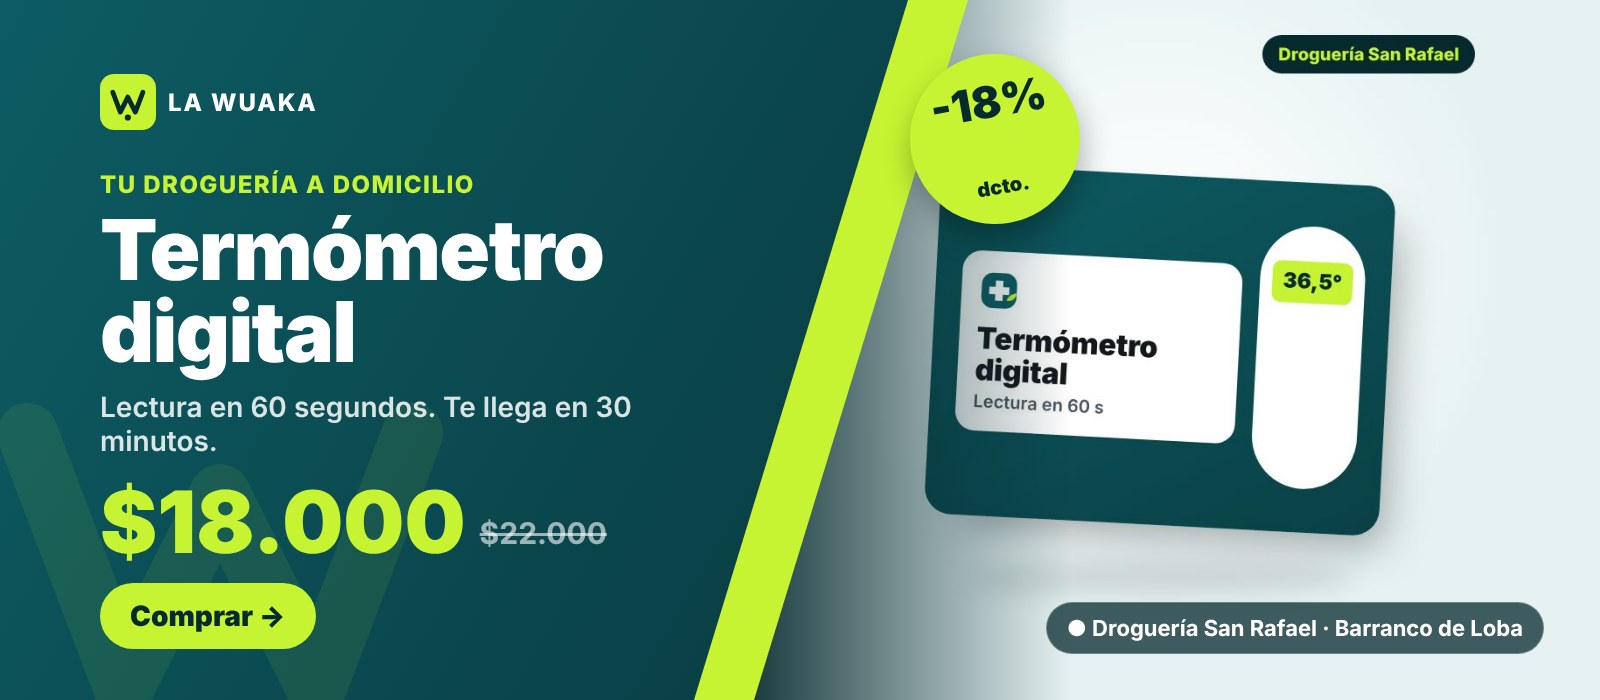 LA WUAKA
TU DROGUERÍA A DOMICILIO
Termómetro
digital
Lectura en 60 segundos. Te llega en 30
minutos.
$18.000 $22.000
Comprar →
-18%
dcto.
Droguería San Rafael
36,5°
Termómetro
digital
Lectura en 60 s
Droguería San Rafael · Barranco de Loba